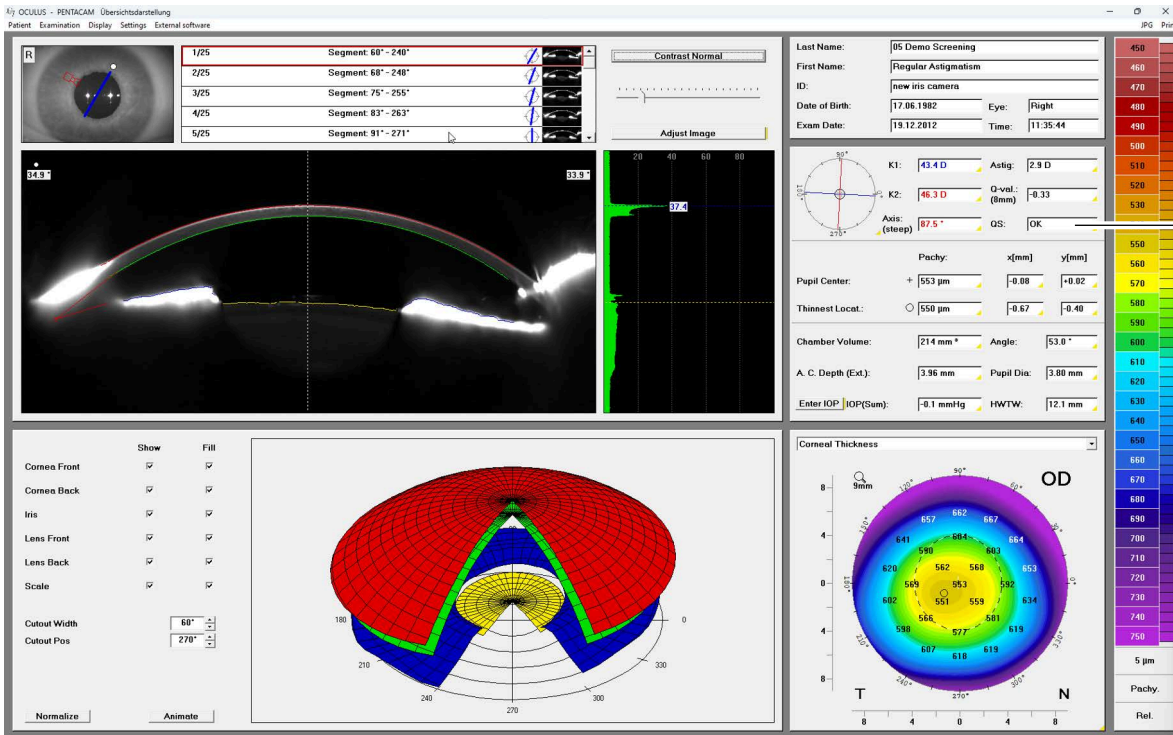 OCULUS - PENTACAM Übersichtsdarstellung
Patient Examination Display Settings External software
JPG Prin
R
1/25 Segment: 60° - 240°
2/25 Segment: 68° - 248°
3/25 Segment: 75° - 255°
4/25 Segment: 83° - 263°
5/25 Segment: 91° - 271°
Contrast Normal
Adjust Image
34.9 °
33.9 °
20 40 60 80
37.4
Last Name: 05 Demo Screening
First Name: Regular Astigmatism
ID: new iris camera
Date of Birth: 17.06.1982 Eye: Right
Exam Date: 19.12.2012 Time: 11:35:44
90°
180°
0°
270°
K1: 43.4 D Astig: 2.9 D
K2: 46.3 D Q-val.: (8mm) -0.33
Axis: (steep) 87.5 ° QS: OK
Pachy: x[mm] y[mm]
Pupil Center: + 553 µm -0.08 +0.02
Thinnest Locat.: 550 µm -0.67 -0.40
Chamber Volume: 214 mm ³ Angle: 53.0 °
A. C. Depth (Ext.): 3.96 mm Pupil Dia: 3.80 mm
Enter IOP IOP(Sum): -0.1 mmHg HWTW: 12.1 mm
Show Fill
Cornea Front
Cornea Back
Iris
Lens Front
Lens Back
Scale
Cutout Width 60°
Cutout Pos 270°
Normalize
Animate
180
210
240
270
300
330
0
Corneal Thickness
9mm
OD
90°
120°
60°
30°
150°
180°
0°
240°
270°
300°
330°
8
4
0
4
8
657 662 667
641 604 664
590 603
620 562 568 653
569 553 592
602 551 559 634
566 581
598 577 619
607 618 619
T
N
8 4 0 4 8
450
460
470
480
490
500
510
520
530
550
560
570
580
590
600
610
620
630
640
650
660
670
680
690
700
710
720
730
740
750
5 µm
Pachy.
Rel.